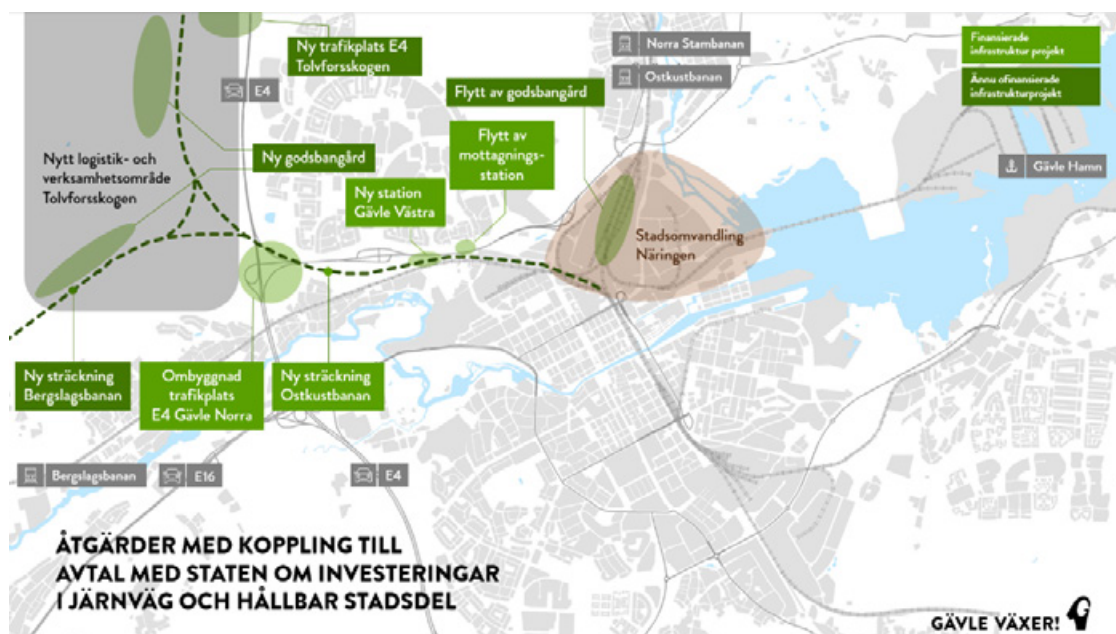 Ny trafikplats E4
Tolvforsskogen
E4
Norra Stambanan
Ostkustbanan
Finansierade
infrastruktur projekt
Ännu ofinansierade
infrastrukturprojekt
Flytt av godsbangård
Nytt logistik- och
verksamhetsområde
Tolvforsskogen
Ny godsbangård
Flytt av
mottagnings-
station
Ny station
Gävle Västra
Gävle Hamn
Stadsomvandling
Näringen
Ny sträckning
Bergslagsbanan
Ombyggnad
trafikplats
E4 Gävle Norra
Ny sträckning
Ostkustbanan
Bergslagsbanan
E16
E4
ÅTGÄRDER MED KOPPLING TILL
AVTAL MED STATEN OM INVESTERINGAR
I JÄRNVÄG OCH HÅLLBAR STADSDEL
GÄVLE VÄXER!